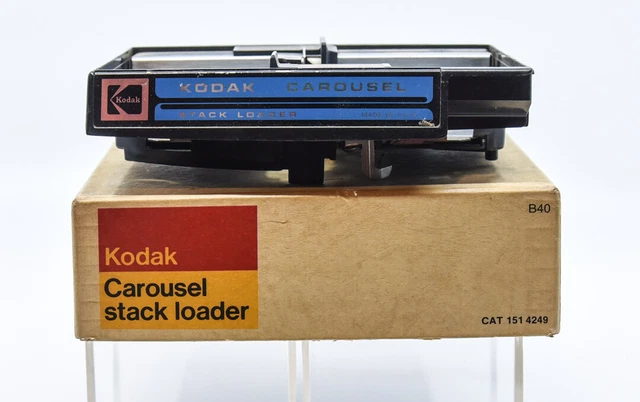 Kodak
KODAK CAROUSEL
STACK LOADER
B40
Kodak
Carousel
stack loader
CAT 151 4249